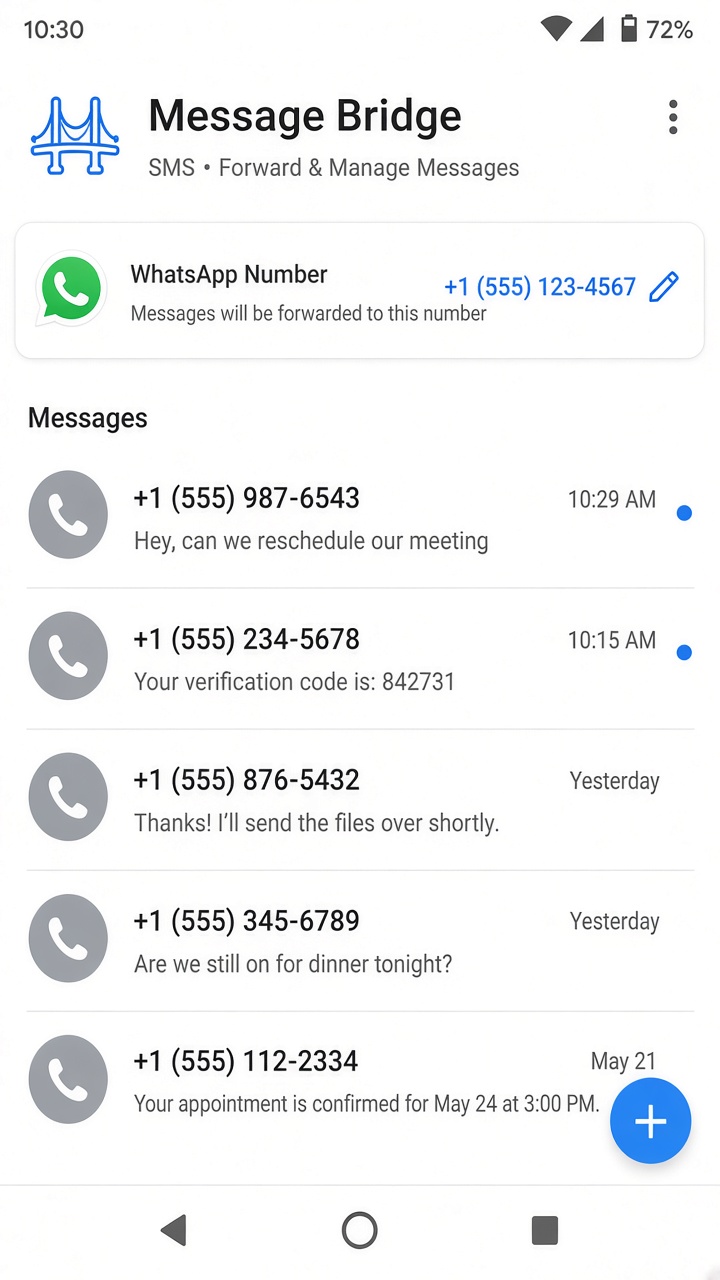 10:30 72%
Message Bridge
SMS • Forward & Manage Messages
WhatsApp Number
+1 (555) 123-4567
Messages will be forwarded to this number
Messages
+1 (555) 987-6543 10:29 AM
Hey, can we reschedule our meeting
+1 (555) 234-5678 10:15 AM
Your verification code is: 842731
+1 (555) 876-5432 Yesterday
Thanks! I’ll send the files over shortly.
+1 (555) 345-6789 Yesterday
Are we still on for dinner tonight?
+1 (555) 112-2334 May 21
Your appointment is confirmed for May 24 at 3:00 PM.